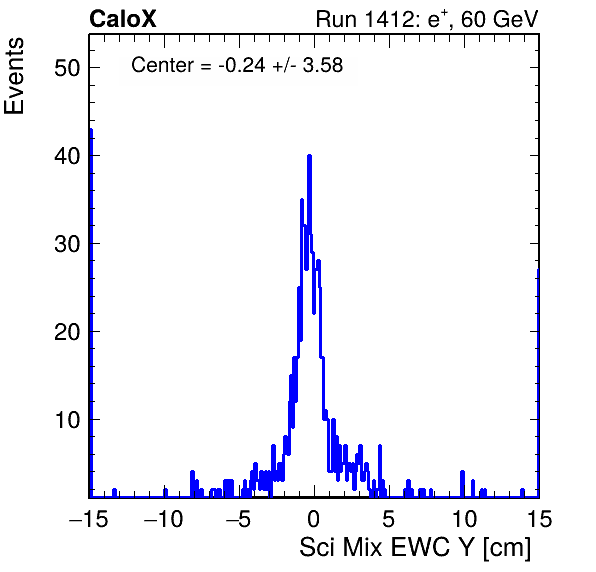 CaloX Run 1412: e⁺, 60 GeV
Center = -0.24 +/- 3.58
Events
50
40
30
20
10
−15 −10 −5 0 5 10 15
Sci Mix EWC Y [cm]